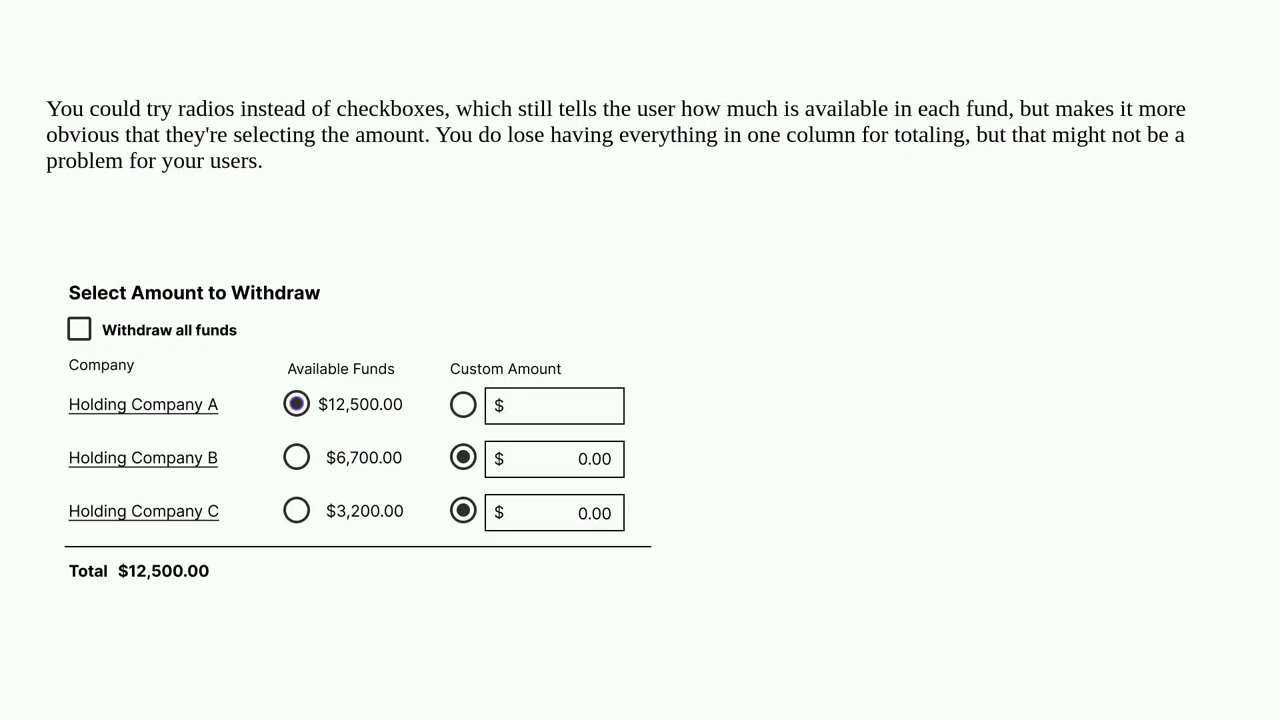 You could try radios instead of checkboxes, which still tells the user how much is available in each fund, but makes it more
obvious that they're selecting the amount. You do lose having everything in one column for totaling, but that might not be a
problem for your users.
Select Amount to Withdraw
Withdraw all funds
Company Available Funds Custom Amount
Holding Company A $12,500.00 $
Holding Company B $6,700.00 $ 0.00
Holding Company C $3,200.00 $ 0.00
Total $12,500.00